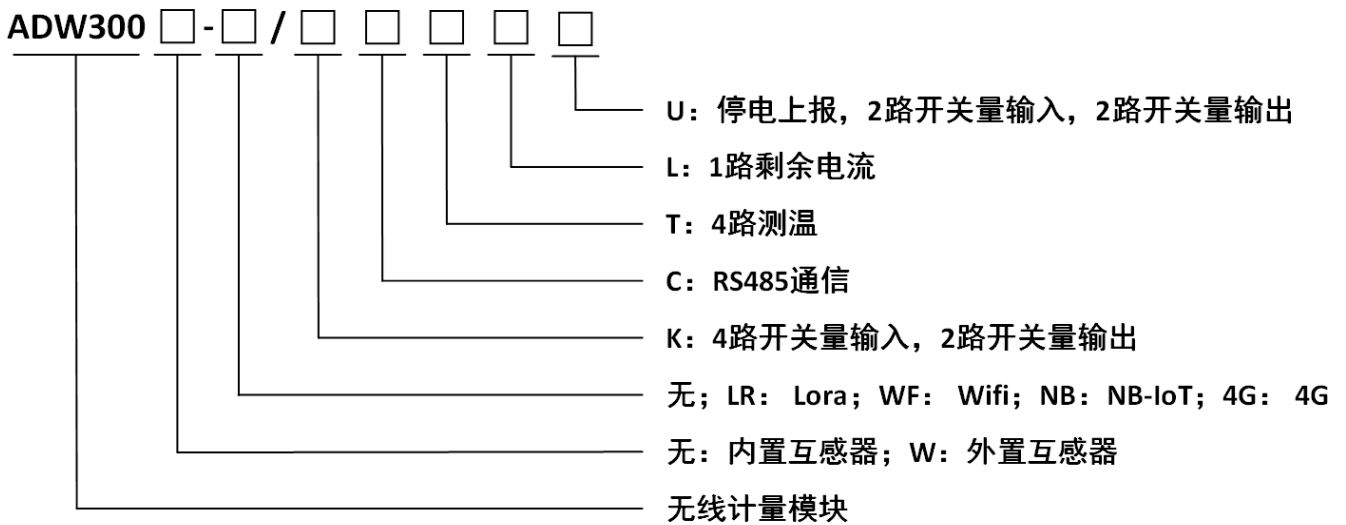 ADW300 □-□/□ □ □ □ □
U：停电上报，2路开关量输入，2路开关量输出
L：1路剩余电流
T：4路测温
C：RS485通信
K：4路开关量输入，2路开关量输出
无；LR： Lora；WF： Wifi；NB：NB-IoT；4G： 4G
无：内置互感器；W：外置互感器
无线计量模块